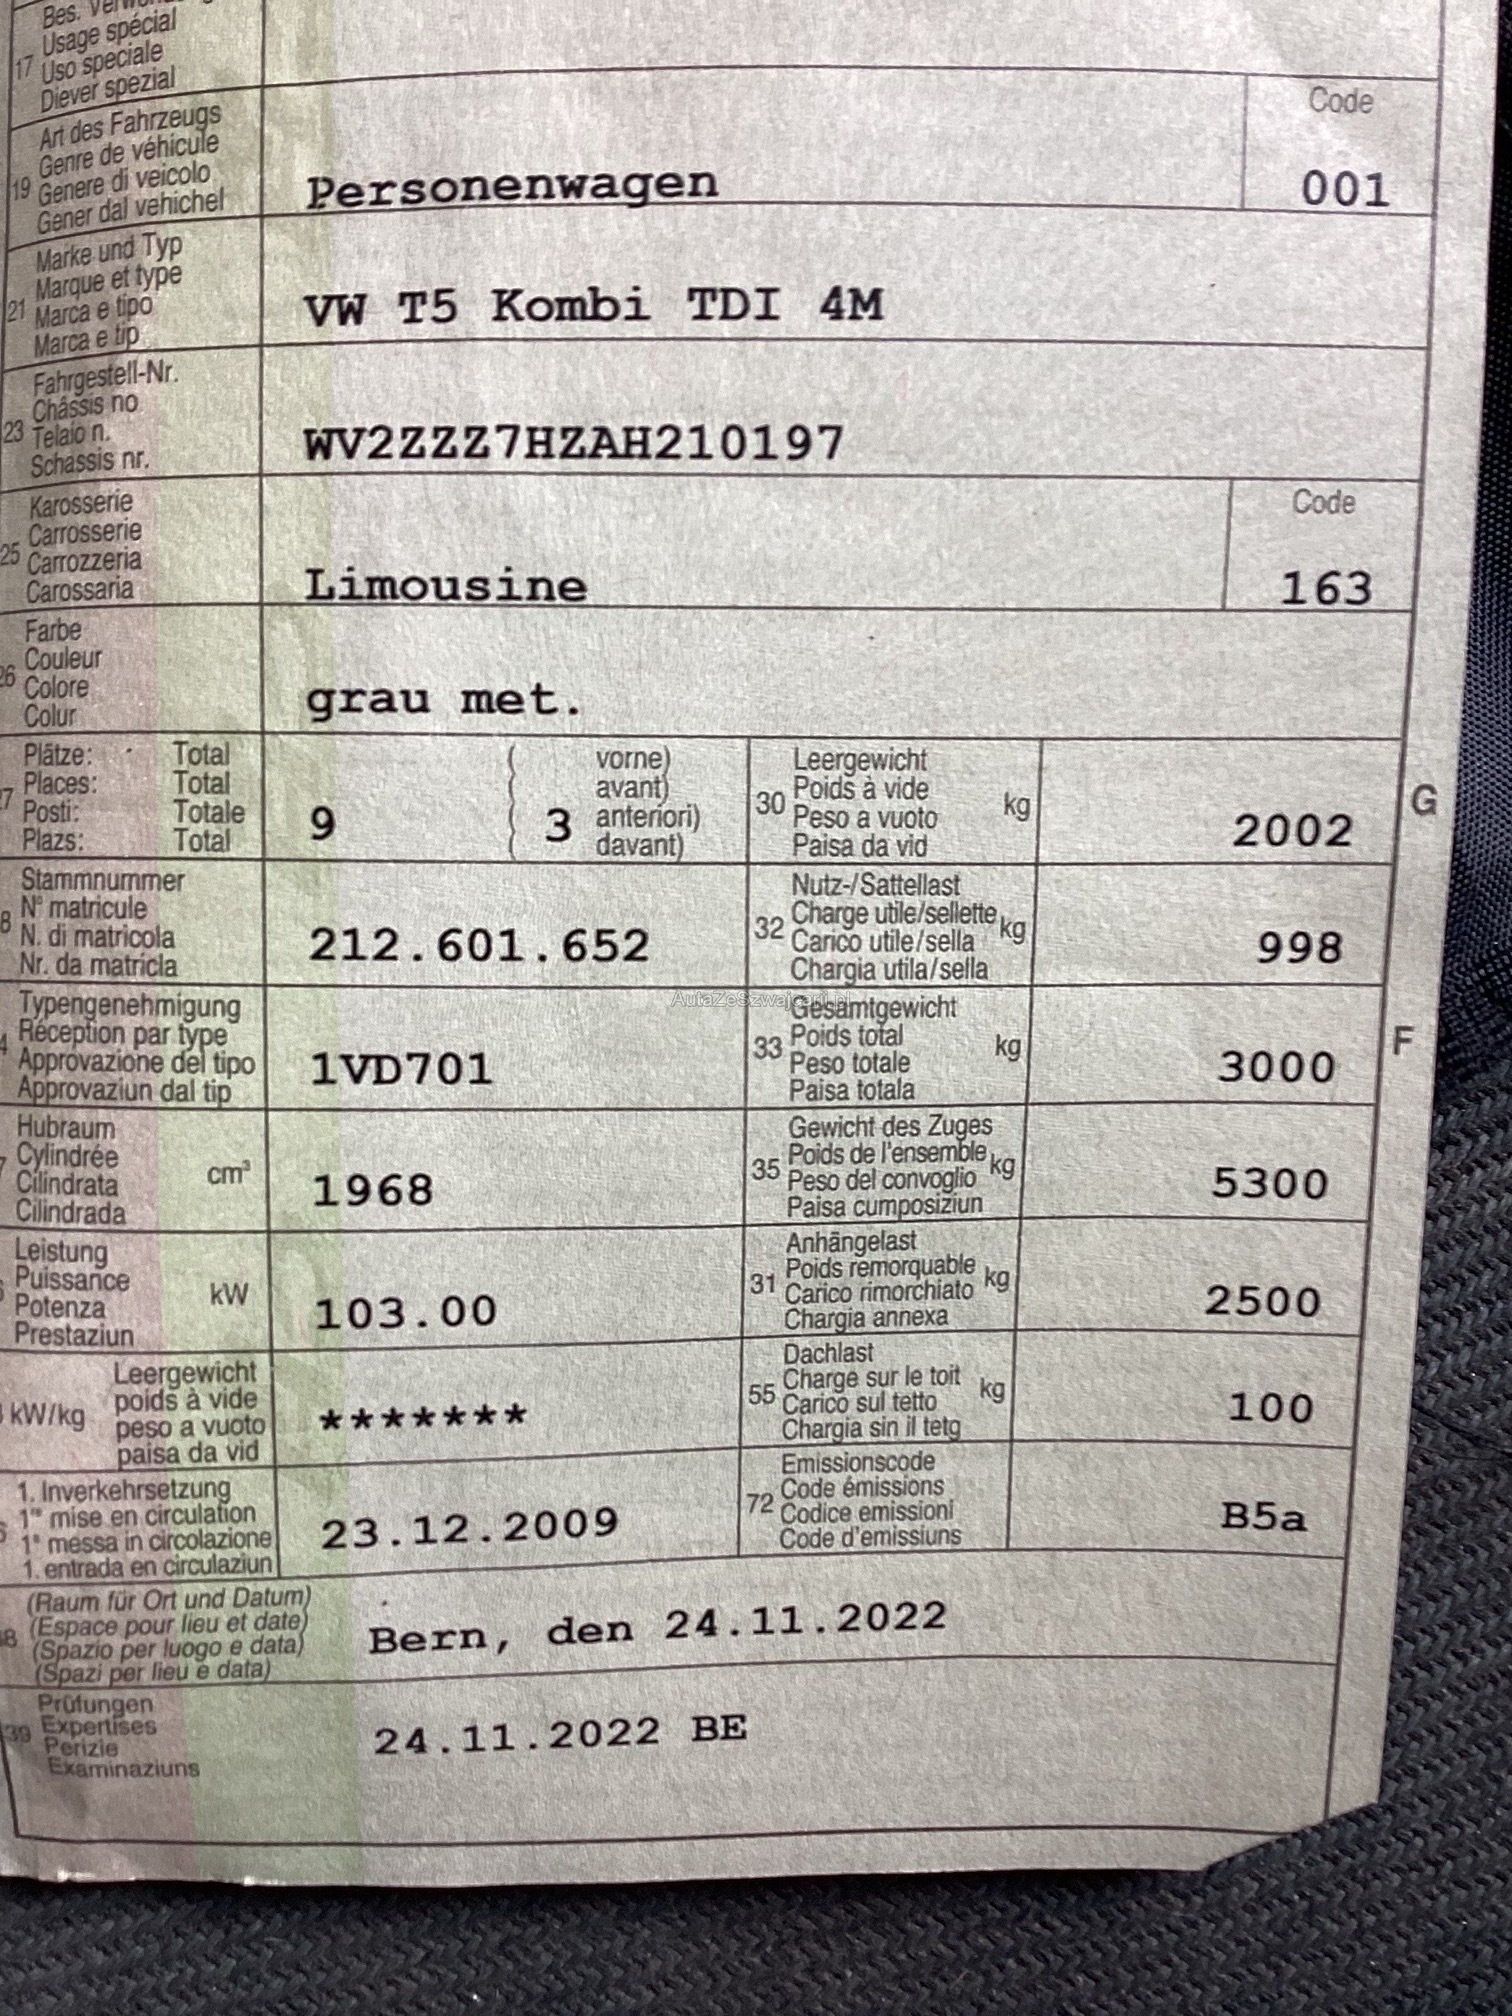 Usage spécial
17 Uso speciale
Diever spezial
Art des Fahrzeugs
Genre de véhicule
19 Genere di veicolo
Gener dal vehichel
Personenwagen
Code
001
Marke und Typ
Marque et type
21 Marca e tipo
Marca e tip
VW T5 Kombi TDI 4M
Fahrgestell-Nr.
Châssis no
23 Telaio n.
Schassis nr.
WV2ZZZ7HZAH210197
Karosserie
Carrosserie
25 Carrozzeria
Carossaria
Limousine
Code
163
Farbe
Couleur
26 Colore
Colur
grau met.
Plätze: Total
Places: Total
7 Posti: Totale
Plazs: Total
9
( vorne)
( avant)
( 3 anteriori)
( davant)
Leergewicht
30 Poids à vide kg
Peso a vuoto
Paisa da vid
2002
G
Stammnummer
8 N° matricule
N. di matricola
Nr. da matricla
212.601.652
Nutz-/Sattellast
32 Charge utile/sellette kg
Carico utile/sella
Chargia utila/sella
998
AutaZeSzwajcarii.pl
Typengenehmigung
4 Réception par type
Approvazione del tipo
Approvaziun dal tip
1VD701
Gesamtgewicht
33 Poids total kg
Peso totale
Paisa totala
3000
F
Hubraum
7 Cylindrée cm³
Cilindrata
Cilindrada
1968
Gewicht des Zuges
35 Poids de l'ensemble kg
Peso del convoglio
Paisa cumposiziun
5300
Leistung
Puissance kW
Potenza
Prestaziun
103.00
Anhängelast
31 Poids remorquable kg
Carico rimorchiato
Chargia annexa
2500
Leergewicht
kW/kg poids à vide
peso a vuoto
paisa da vid
*******
Dachlast
55 Charge sur le toit kg
Carico sul tetto
Chargia sin il tetg
100
1. Inverkehrsetzung
1re mise en circulation
6 1a messa in circolazione
1. entrada en circulaziun
23.12.2009
Emissionscode
72 Code émissions
Codice emissioni
Code d'emissiuns
B5a
(Raum für Ort und Datum)
(Espace pour lieu et date)
38 (Spazio per luogo e data)
(Spazi per lieu e data)
Bern, den 24.11.2022
Prüfungen
39 Expertises
Perizie
Examinaziuns
24.11.2022 BE